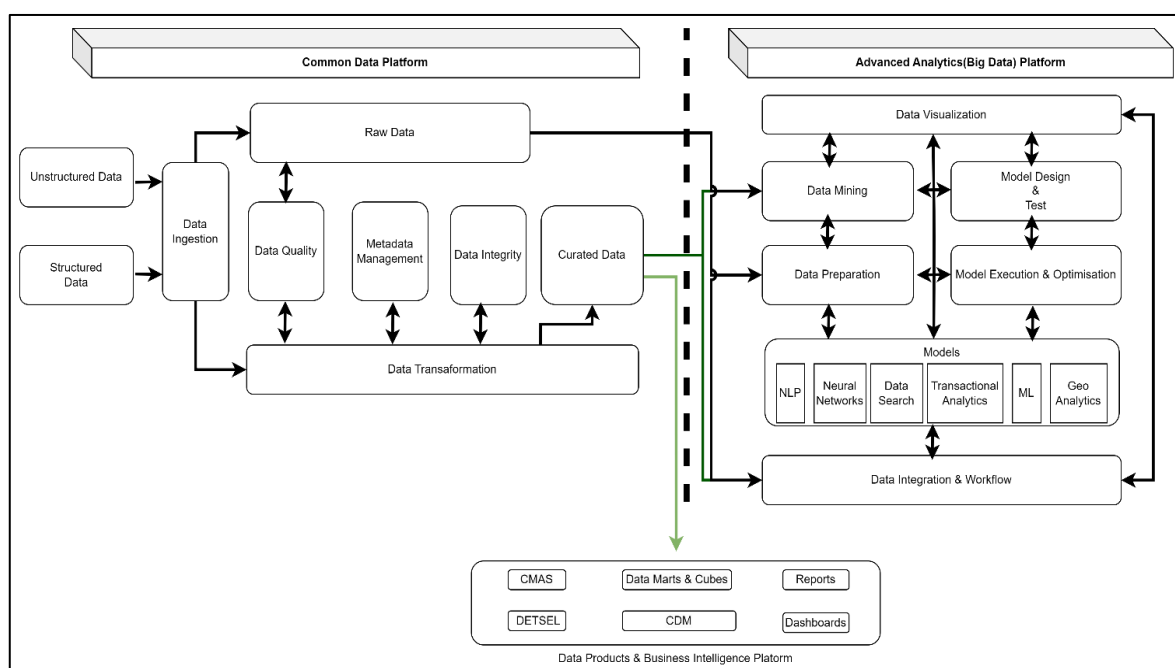 Common Data Platform
Advanced Analytics(Big Data) Platform
Unstructured Data
Structured
Data
Data
Ingestion
Raw Data
Data Quality
Metadata
Management
Data Integrity
Curated Data
Data Transaformation
Data Visualization
Data Mining
Model Design
&
Test
Data Preparation
Model Execution & Optimisation
Models
NLP
Neural
Networks
Data
Search
Transactional
Analytics
ML
Geo
Analytics
Data Integration & Workflow
CMAS
Data Marts & Cubes
Reports
DETSEL
CDM
Dashboards
Data Products & Business Intelligence Platorm